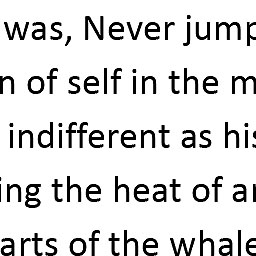 was, Never jump
n of self in the m
indifferent as his
ing the heat of ar
arts of the whale